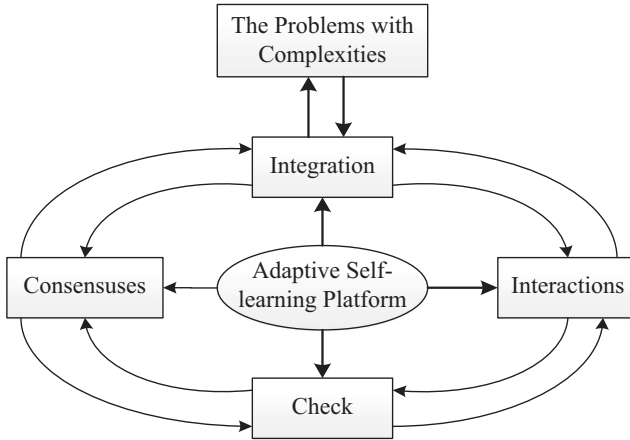 The Problems with
Complexities
Integration
Consensuses
Adaptive Self-
learning Platform
Interactions
Check